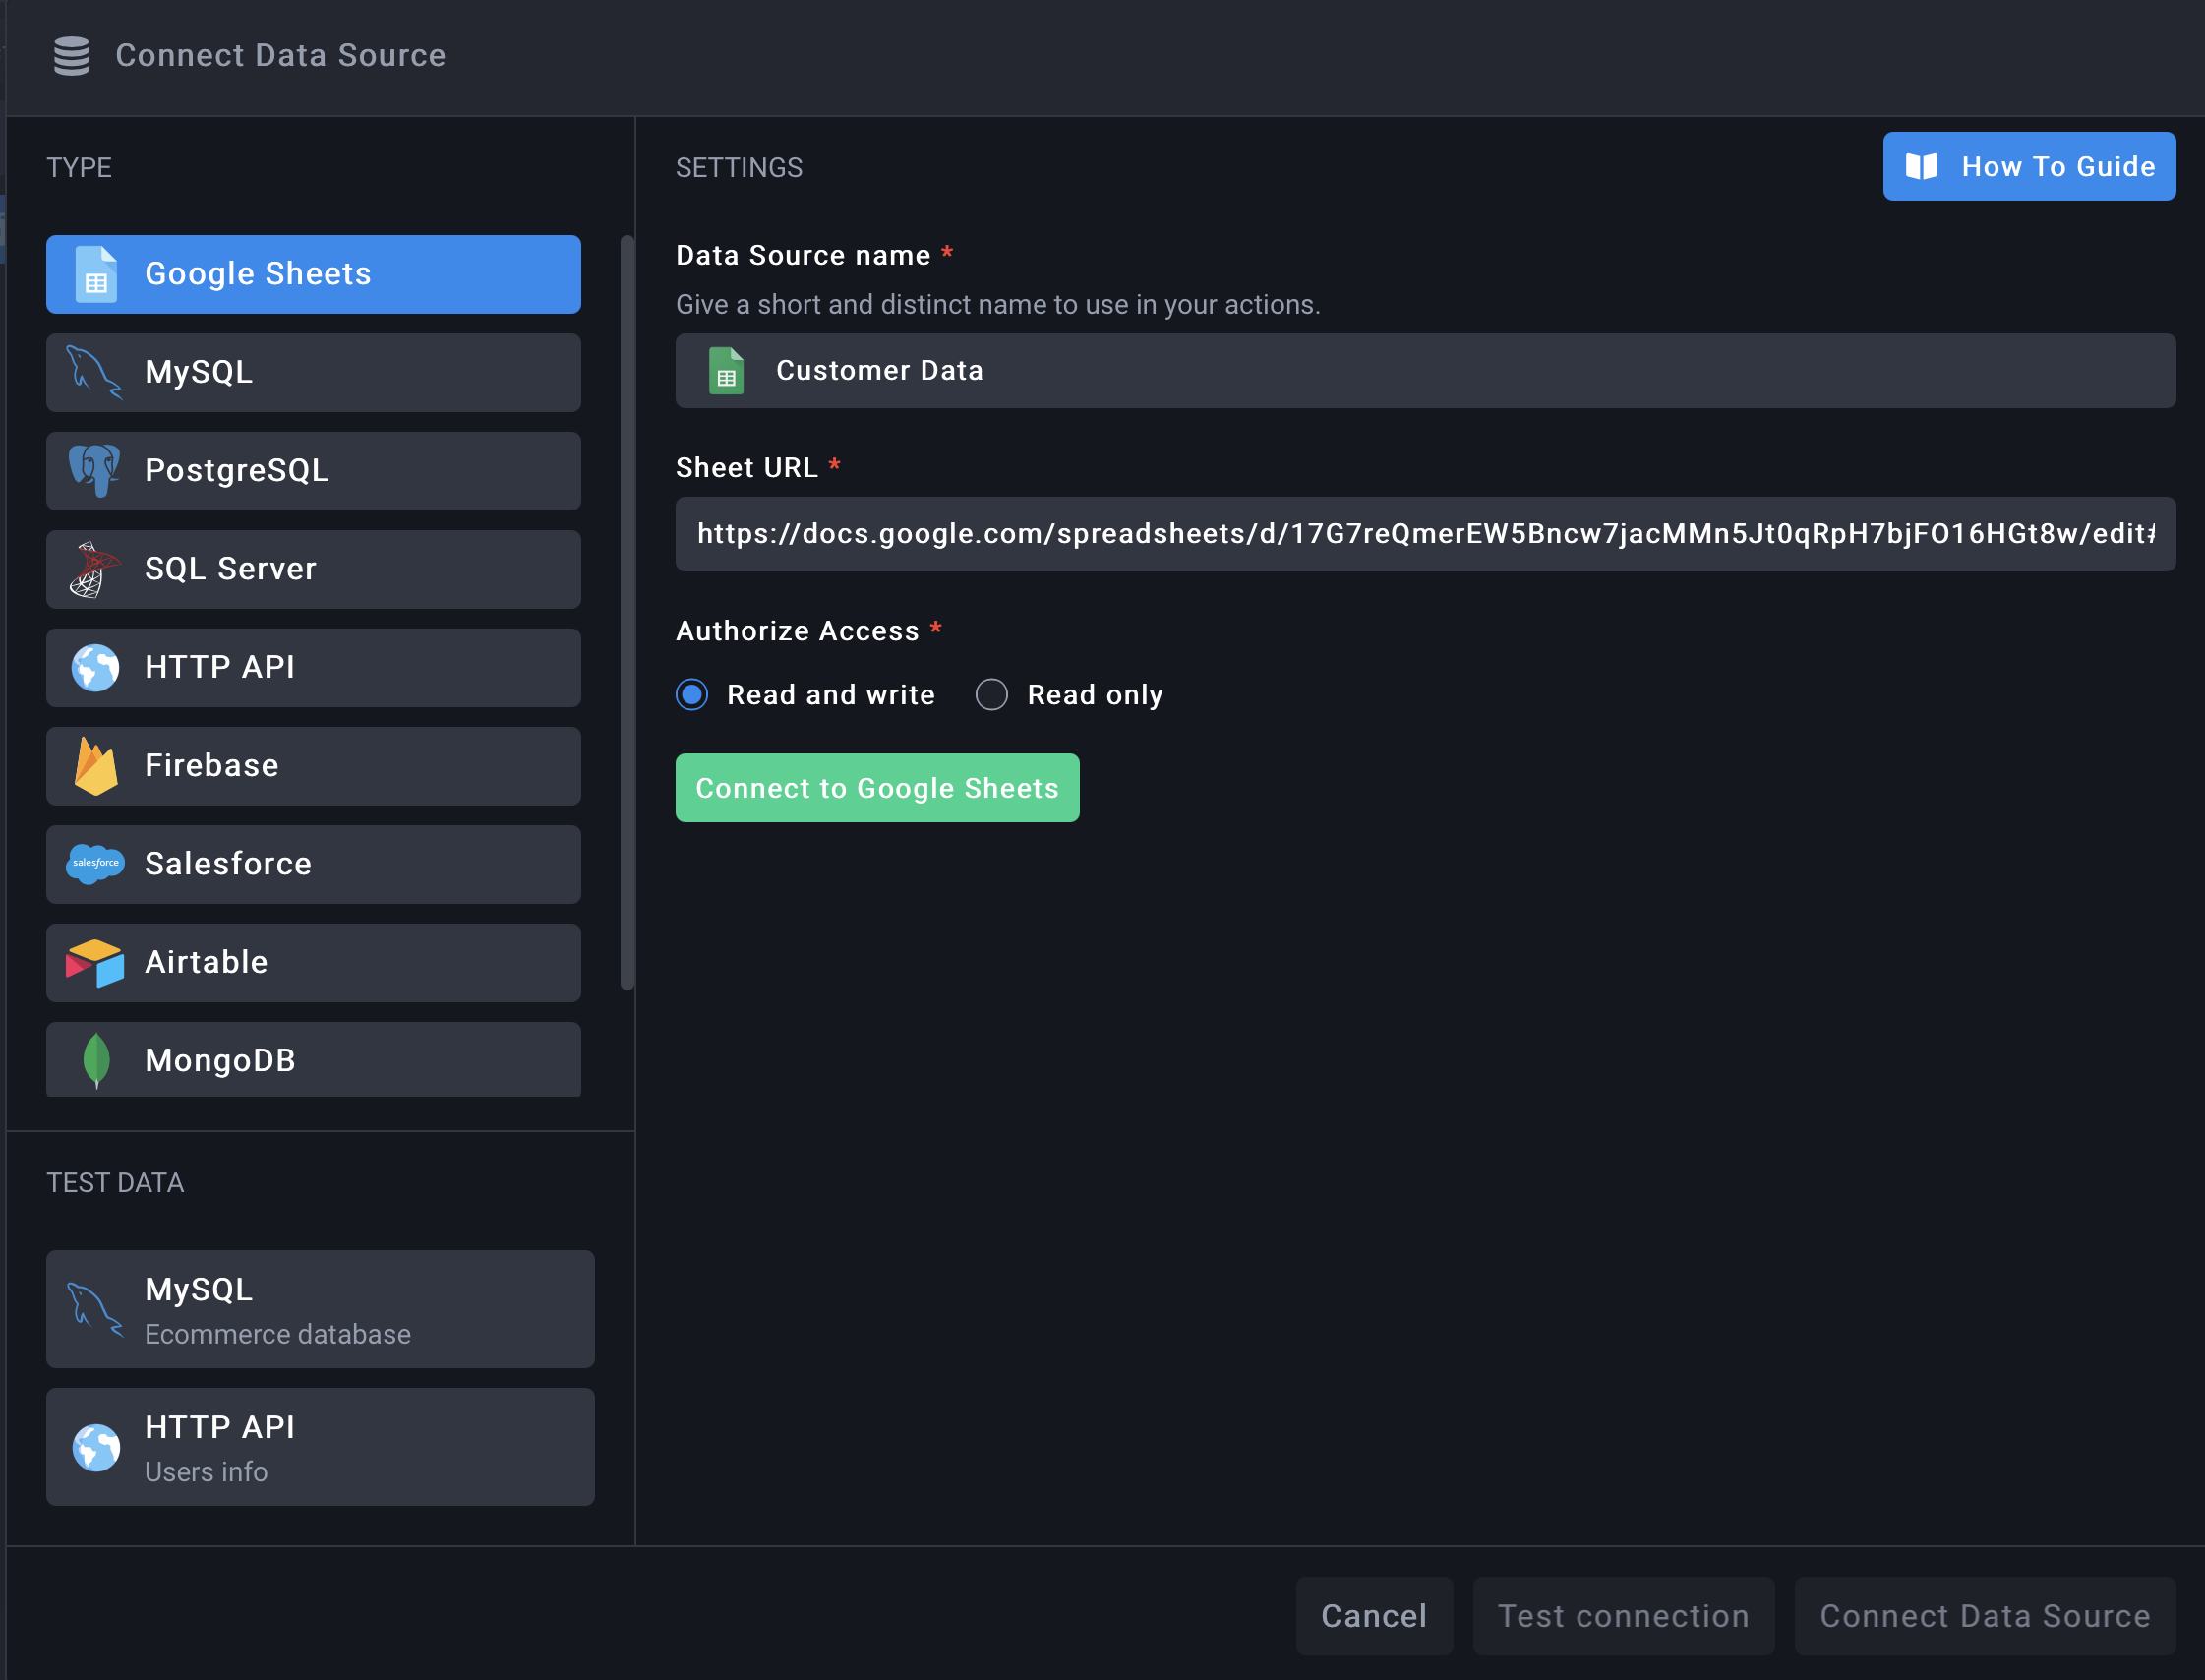 Connect Data Source
TYPE
Google Sheets
MySQL
PostgreSQL
SQL Server
HTTP API
Firebase
salesforce
Salesforce
Airtable
MongoDB
TEST DATA
MySQL
Ecommerce database
HTTP API
Users info
SETTINGS
How To Guide
Data Source name *
Give a short and distinct name to use in your actions.
Customer Data
Sheet URL *
https://docs.google.com/spreadsheets/d/17G7reQmerEW5Bncw7jacMMn5Jt0qRpH7bjFO16HGt8w/edit#
Authorize Access *
Read and write
Read only
Connect to Google Sheets
Cancel
Test connection
Connect Data Source